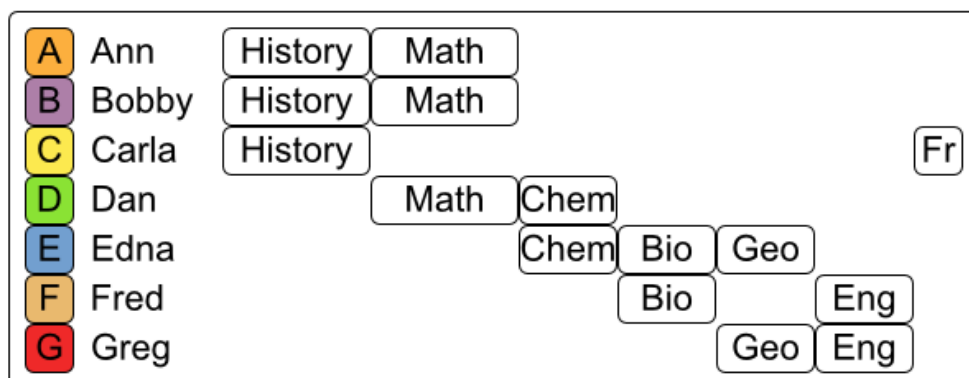 A Ann History Math
B Bobby History Math
C Carla History Fr
D Dan Math Chem
E Edna Chem Bio Geo
F Fred Bio Eng
G Greg Geo Eng